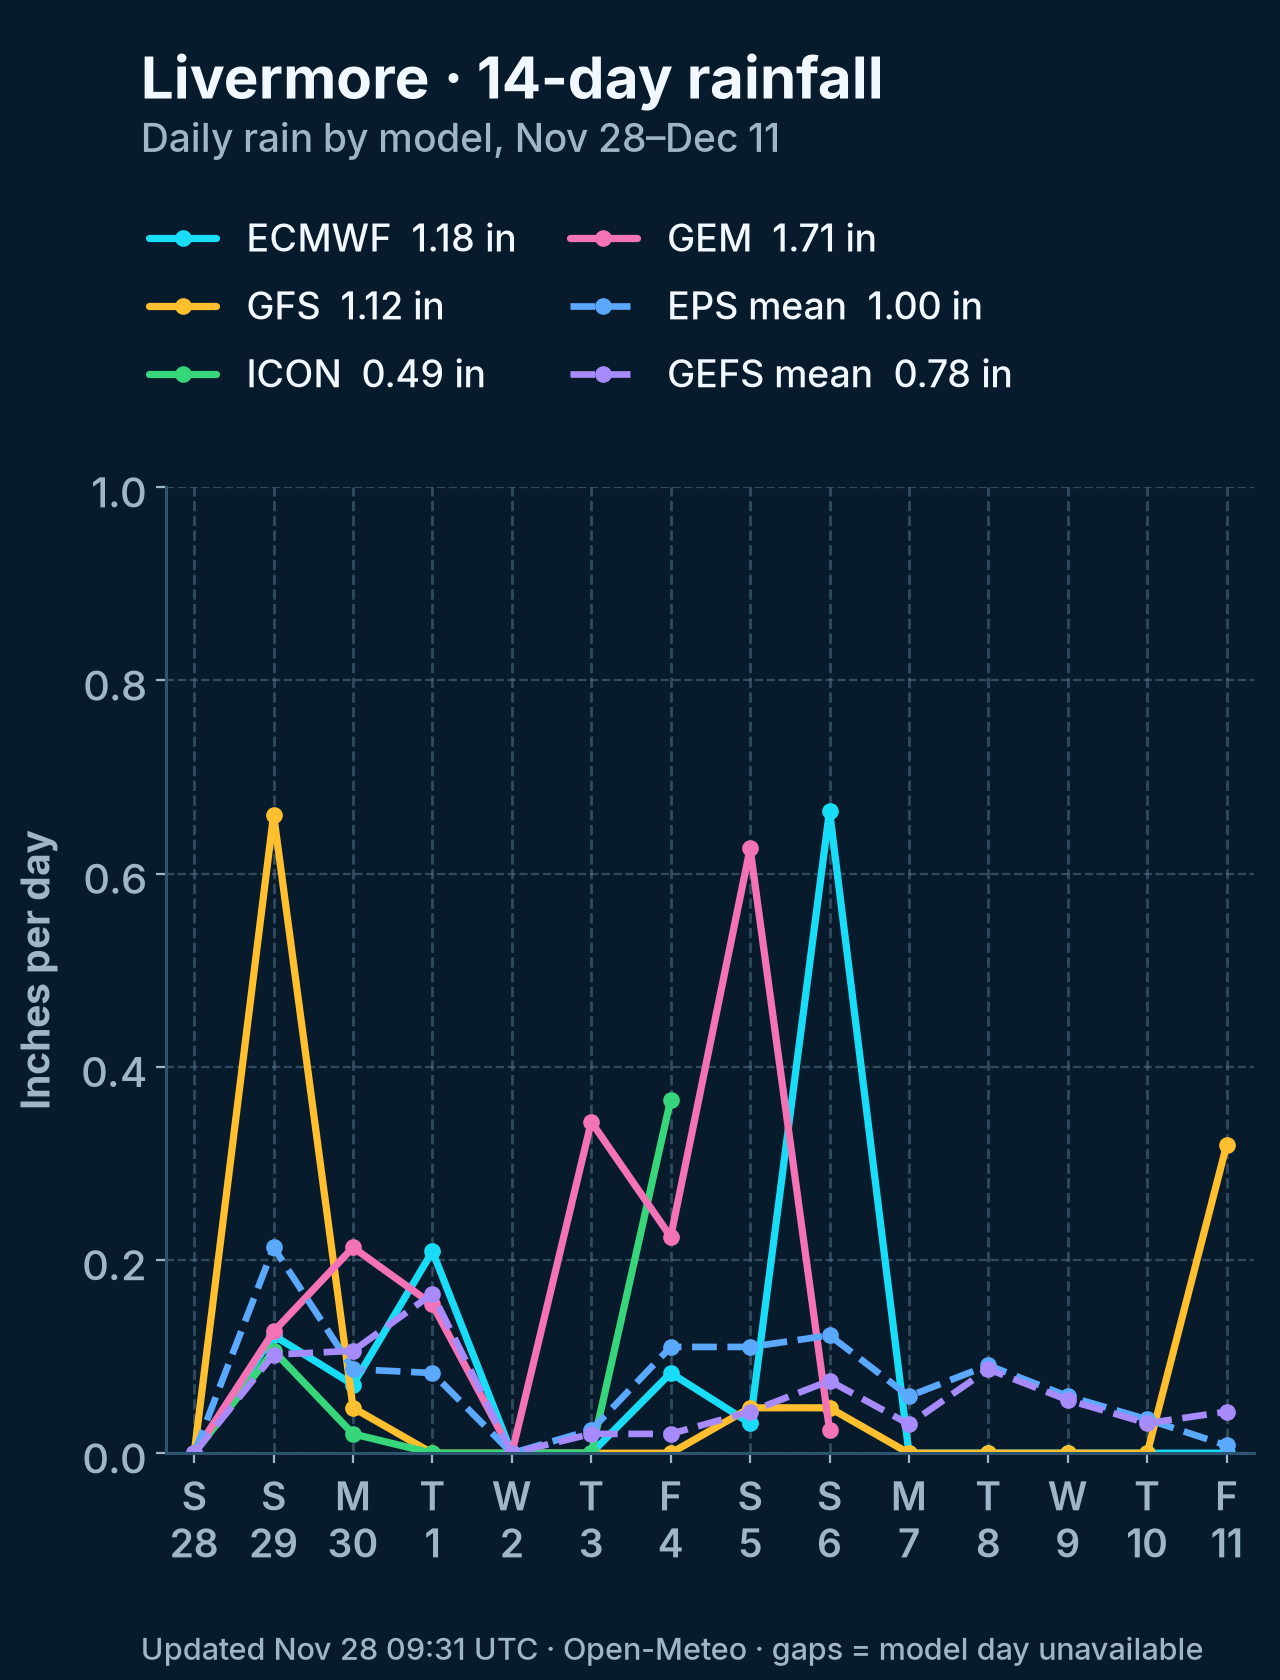 Livermore · 14-day rainfall
Daily rain by model, Nov 28–Dec 11
ECMWF 1.18 in GEM 1.71 in
GFS 1.12 in EPS mean 1.00 in
ICON 0.49 in GEFS mean 0.78 in
Inches per day
1.0
0.8
0.6
0.4
0.2
0.0
S S M T W T F S S M T W T F
28 29 30 1 2 3 4 5 6 7 8 9 10 11
Updated Nov 28 09:31 UTC · Open-Meteo · gaps = model day unavailable